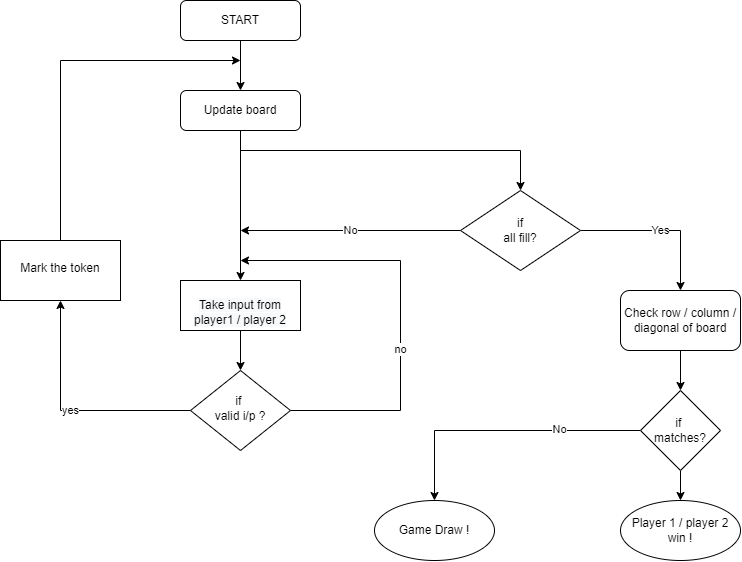 START
Update board
if
all fill?
No
Yes
Mark the token
Take input from
player1 / player 2
Check row / column /
diagonal of board
no
if
valid i/p ?
yes
if
matches?
No
Game Draw !
Player 1 / player 2
win !